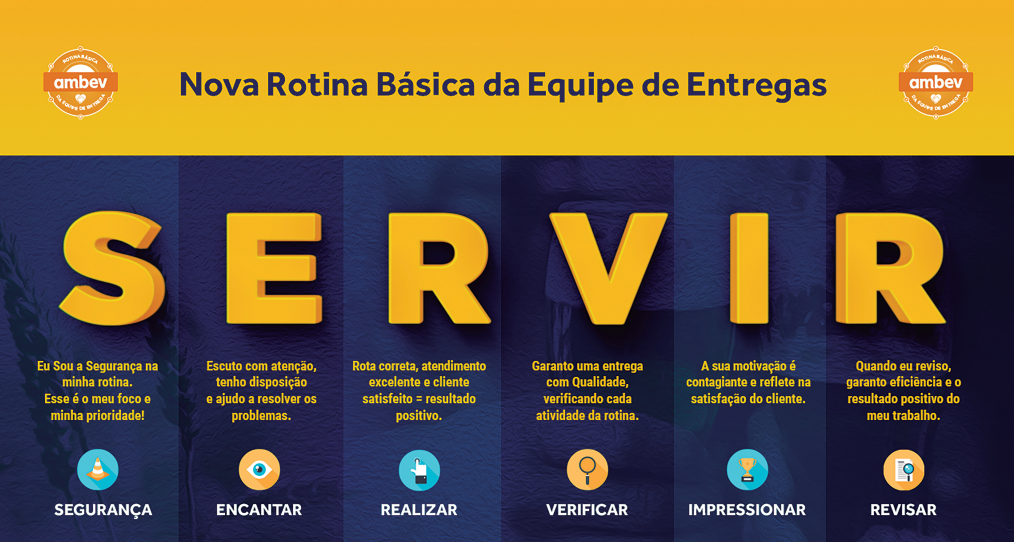 ROTINA BÁSICA
ambev
DA EQUIPE DE ENTREGA
Nova Rotina Básica da Equipe de Entregas
ROTINA BÁSICA
ambev
DA EQUIPE DE ENTREGA
SERVIR
Eu Sou a Segurança na
minha rotina.
Esse é o meu foco e
minha prioridade!
SEGURANÇA
Escuto com atenção,
tenho disposição
e ajudo a resolver os
problemas.
ENCANTAR
Rota correta, atendimento
excelente e cliente
satisfeito = resultado
positivo.
REALIZAR
Garanto uma entrega
com Qualidade,
verificando cada
atividade da rotina.
VERIFICAR
A sua motivação é
contagiante e reflete na
satisfação do cliente.
IMPRESSIONAR
Quando eu reviso,
garanto eficiência e o
resultado positivo do
meu trabalho.
REVISAR